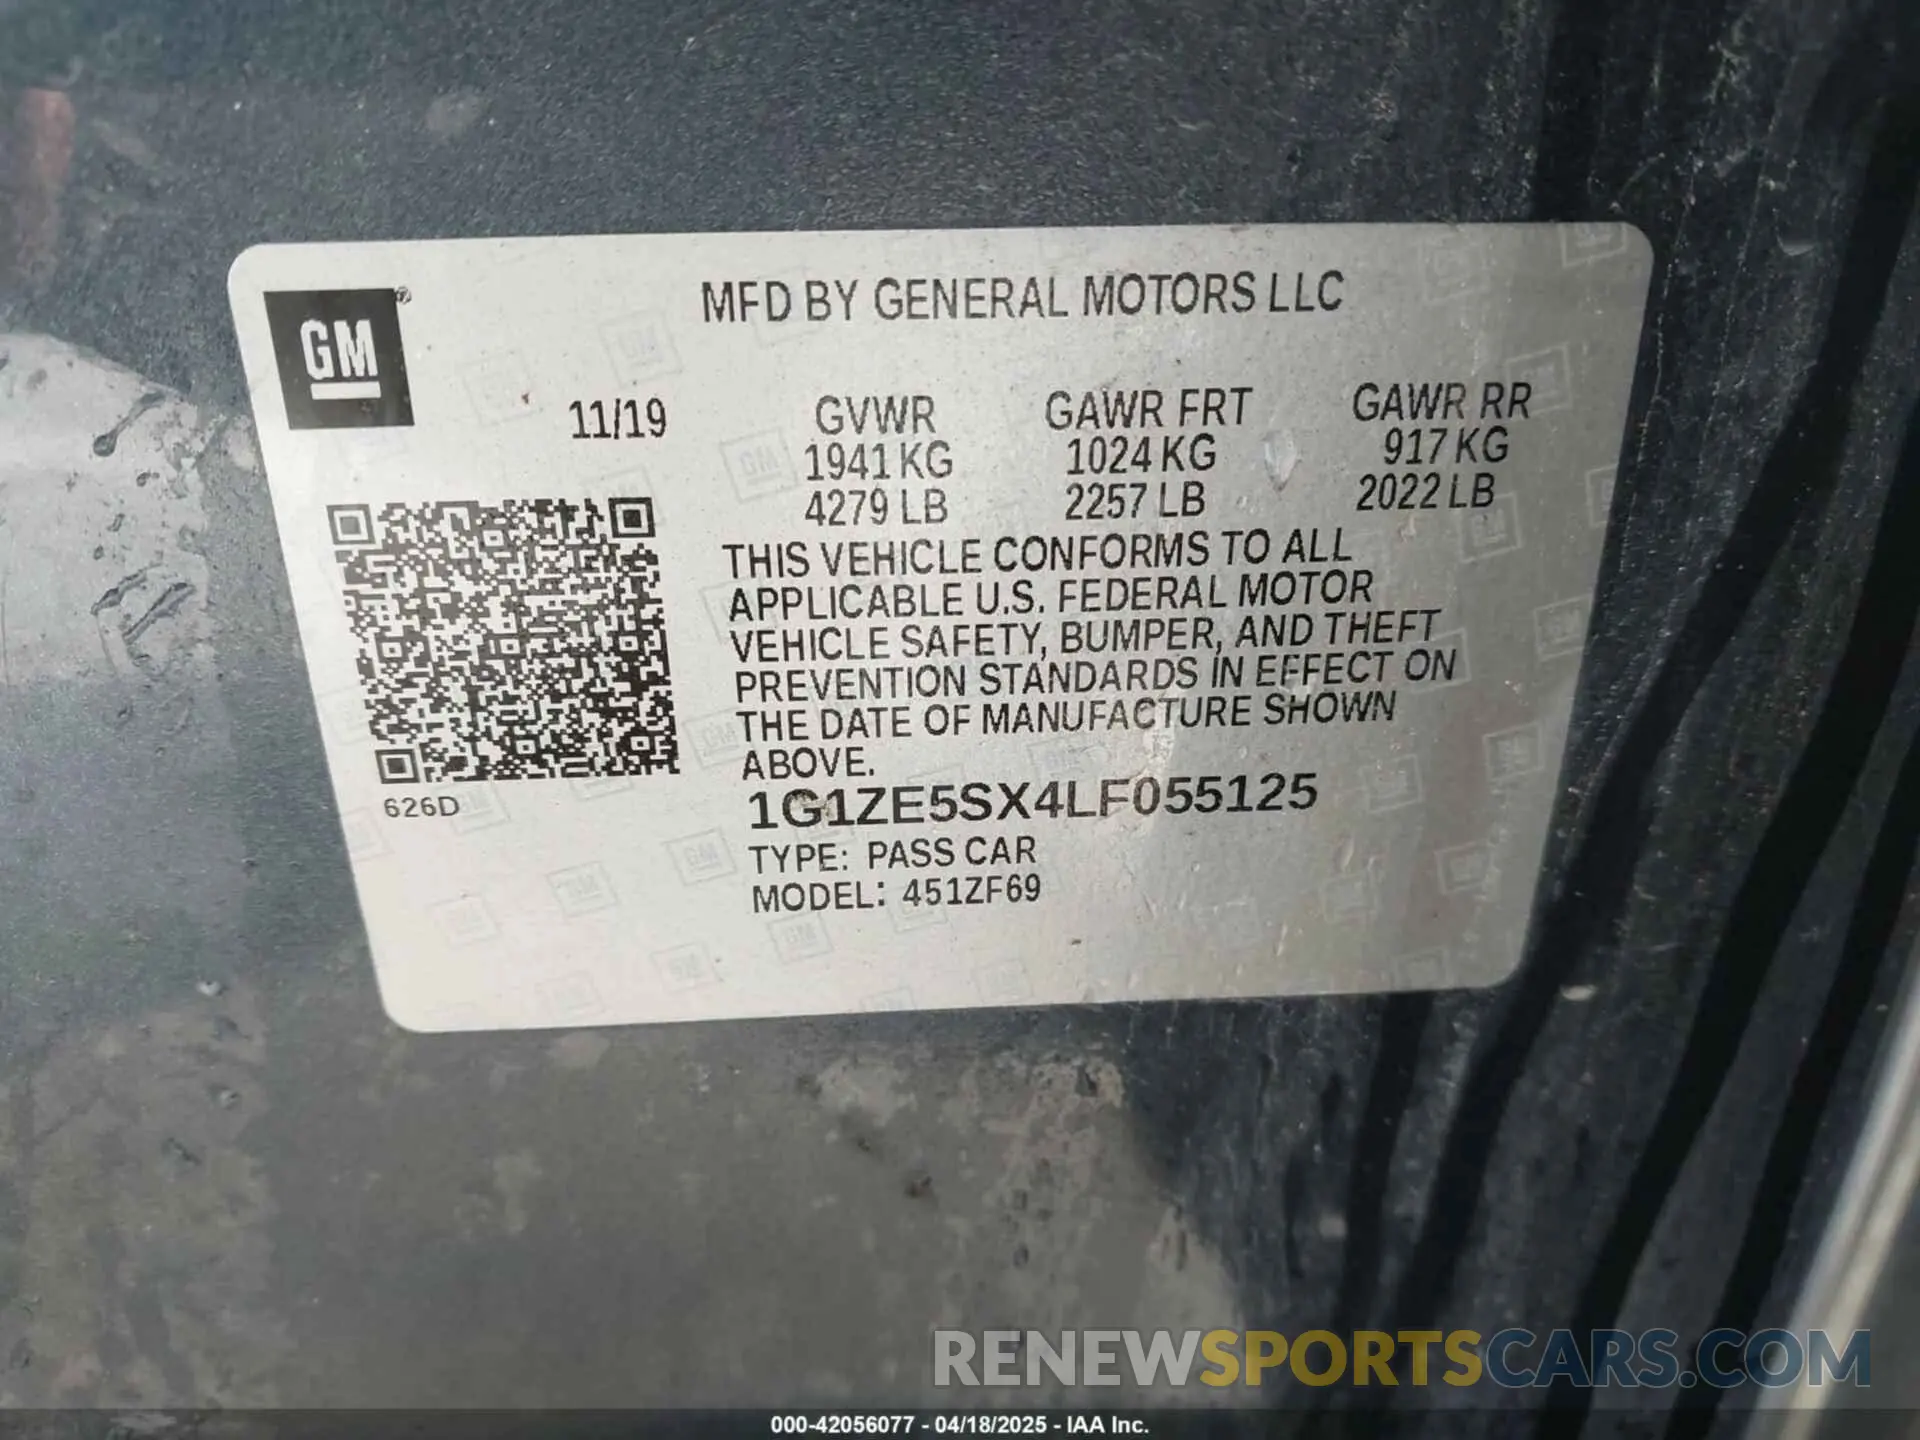 GM
MFD BY GENERAL MOTORS LLC
11/19 GVWR GAWR FRT GAWR RR
1941 KG 1024 KG 917 KG
4279 LB 2257 LB 2022 LB
THIS VEHICLE CONFORMS TO ALL
APPLICABLE U.S. FEDERAL MOTOR
VEHICLE SAFETY, BUMPER, AND THEFT
PREVENTION STANDARDS IN EFFECT ON
THE DATE OF MANUFACTURE SHOWN
ABOVE.
626D
1G1ZE5SX4LF055125
TYPE: PASS CAR
MODEL: 451ZF69
RENEWSPORTSCARS.COM
000-42056077 - 04/18/2025 - IAA Inc.